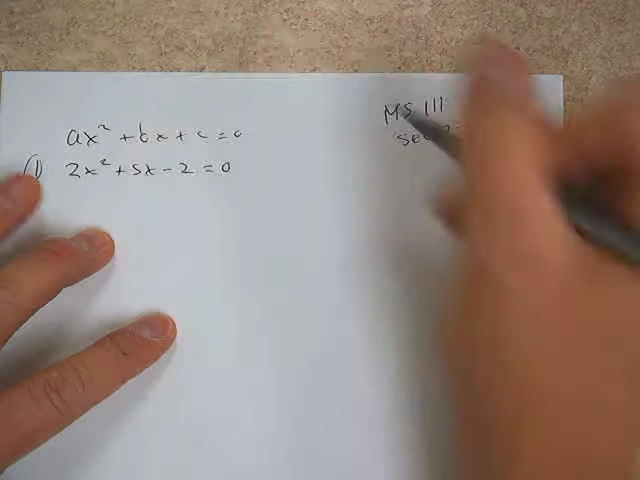 MS 111
ax² + bx + c = 0
(1) 2x² + 5x - 2 = 0